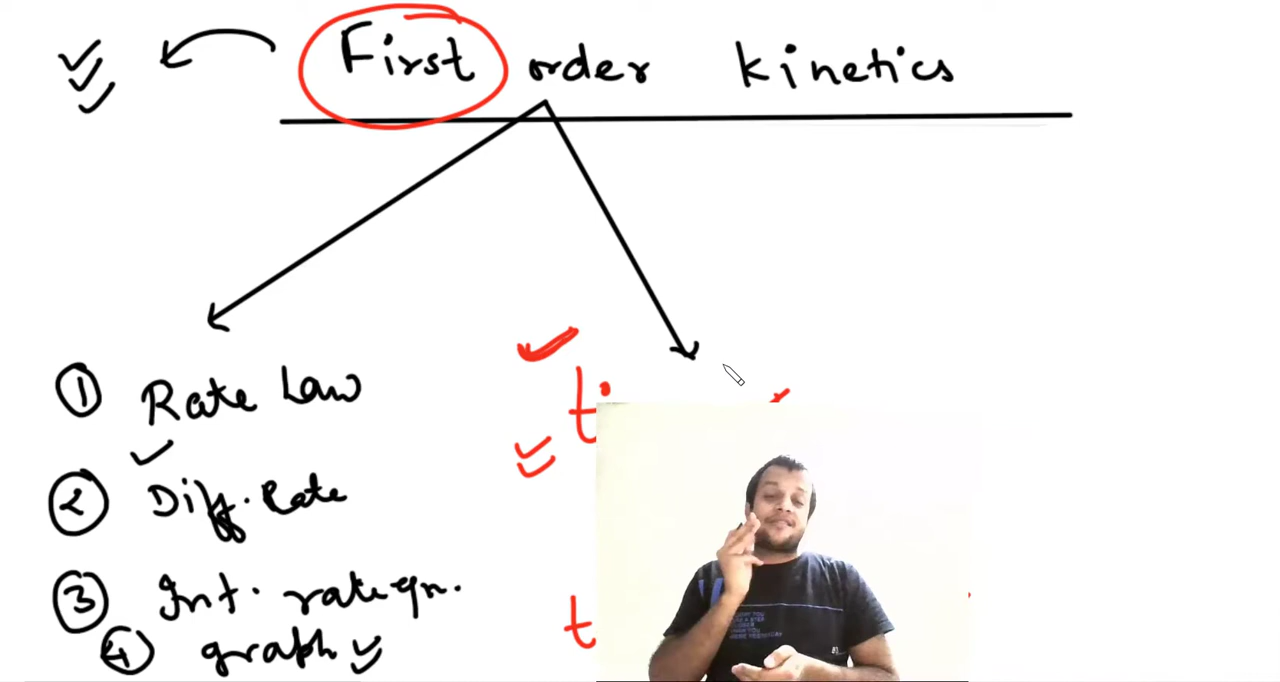 First order kinetics
① Rate Law
② Diff. Rate
③ Int. rate eqn.
④ graph
t